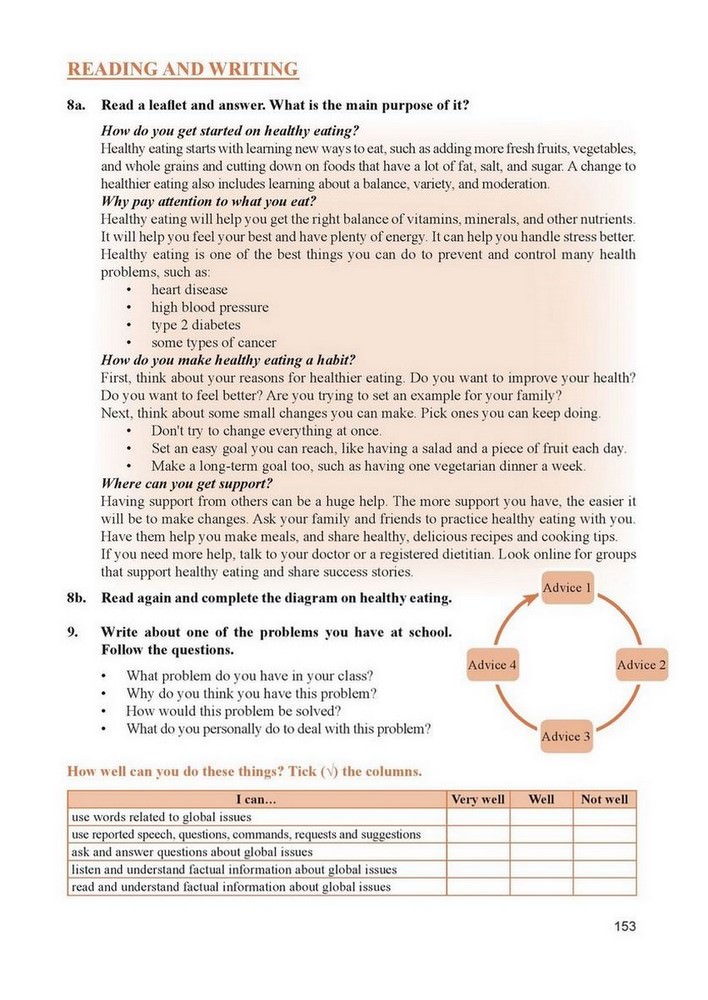 READING AND WRITING
8a. Read a leaflet and answer. What is the main purpose of it?
How do you get started on healthy eating?
Healthy eating starts with learning new ways to eat, such as adding more fresh fruits, vegetables,
and whole grains and cutting down on foods that have a lot of fat, salt, and sugar. A change to
healthier eating also includes learning about a balance, variety, and moderation.
Why pay attention to what you eat?
Healthy eating will help you get the right balance of vitamins, minerals, and other nutrients.
It will help you feel your best and have plenty of energy. It can help you handle stress better.
Healthy eating is one of the best things you can do to prevent and control many health
problems, such as:
• heart disease
• high blood pressure
• type 2 diabetes
• some types of cancer
How do you make healthy eating a habit?
First, think about your reasons for healthier eating. Do you want to improve your health?
Do you want to feel better? Are you trying to set an example for your family?
Next, think about some small changes you can make. Pick ones you can keep doing.
• Don't try to change everything at once.
• Set an easy goal you can reach, like having a salad and a piece of fruit each day.
• Make a long-term goal too, such as having one vegetarian dinner a week.
Where can you get support?
Having support from others can be a huge help. The more support you have, the easier it
will be to make changes. Ask your family and friends to practice healthy eating with you.
Have them help you make meals, and share healthy, delicious recipes and cooking tips.
If you need more help, talk to your doctor or a registered dietitian. Look online for groups
that support healthy eating and share success stories.
8b. Read again and complete the diagram on healthy eating.
Advice 1
Advice 2
Advice 3
Advice 4
9. Write about one of the problems you have at school.
Follow the questions.
• What problem do you have in your class?
• Why do you think you have this problem?
• How would this problem be solved?
• What do you personally do to deal with this problem?
How well can you do these things? Tick (√) the columns.
I can… Very well Well Not well
use words related to global issues
use reported speech, questions, commands, requests and suggestions
ask and answer questions about global issues
listen and understand factual information about global issues
read and understand factual information about global issues
153